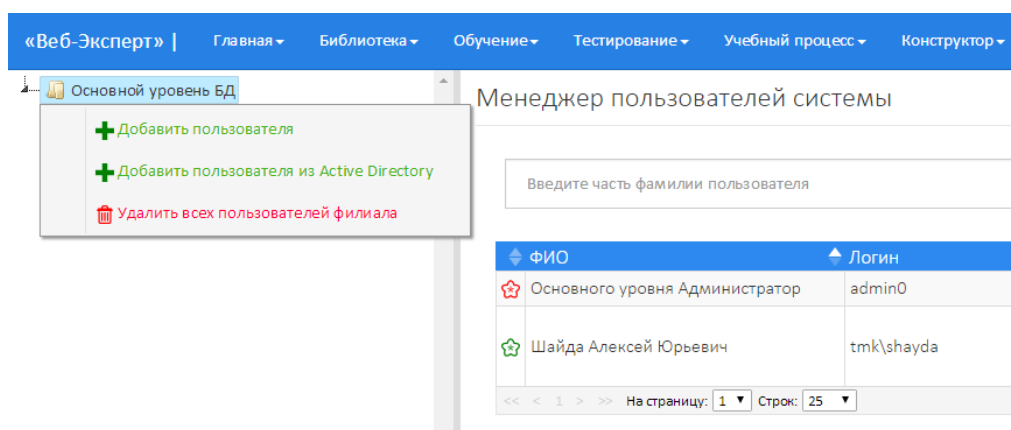 «Веб-Эксперт» | Главная Библиотека Обучение Тестирование Учебный процесс Конструктор
Основной уровень БД
Добавить пользователя
Добавить пользователя из Active Directory
Удалить всех пользователей филиала
Менеджер пользователей системы
Введите часть фамилии пользователя
ФИО Логин
Основного уровня Администратор admin0
Шайда Алексей Юрьевич tmk\shayda
<< < 1 > >> На страницу: 1 Строк: 25